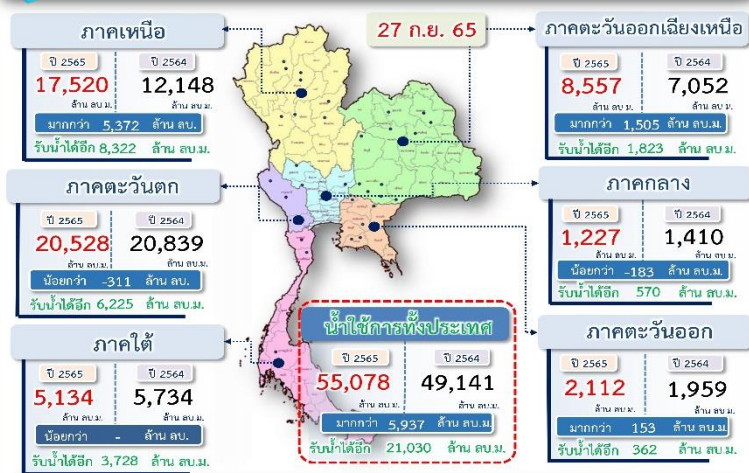 ภาคเหนือ
ปี 2565 ปี 2564
17,520 12,148
ล้าน ลบ.ม. ล้าน ลบ.ม.
มากกว่า 5,372 ล้าน ลบ.
รับน้ำได้อีก 8,322 ล้าน ลบ.ม.
27 ก.ย. 65
ภาคตะวันออกเฉียงเหนือ
ปี 2565 ปี 2564
8,557 7,052
ล้าน ลบ.ม. ล้าน ลบ.ม.
มากกว่า 1,505 ล้าน ลบ.ม.
รับน้ำได้อีก 1,823 ล้าน ลบ.ม.
ภาคตะวันตก
ปี 2565 ปี 2564
20,528 20,839
ล้าน ลบ.ม. ล้าน ลบ.ม.
น้อยกว่า -311 ล้าน ลบ.
รับน้ำได้อีก 6,225 ล้าน ลบ.ม.
ภาคกลาง
ปี 2565 ปี 2564
1,227 1,410
ล้าน ลบ.ม. ล้าน ลบ.ม.
น้อยกว่า -183 ล้าน ลบ.ม.
รับน้ำได้อีก 570 ล้าน ลบ.ม.
ภาคใต้
ปี 2565 ปี 2564
5,134 5,734
ล้าน ลบ.ม. ล้าน ลบ.ม.
น้อยกว่า - ล้าน ลบ.
รับน้ำได้อีก 3,728 ล้าน ลบ.ม.
น้ำใช้การทั้งประเทศ
ปี 2565 ปี 2564
55,078 49,141
ล้าน ลบ.ม. ล้าน ลบ.ม.
มากกว่า 5,937 ล้าน ลบ.ม.
รับน้ำได้อีก 21,030 ล้าน ลบ.ม.
ภาคตะวันออก
ปี 2565 ปี 2564
2,112 1,959
ล้าน ลบ.ม. ล้าน ลบ.ม.
มากกว่า 153 ล้าน ลบ.ม.
รับน้ำได้อีก 362 ล้าน ลบ.ม.